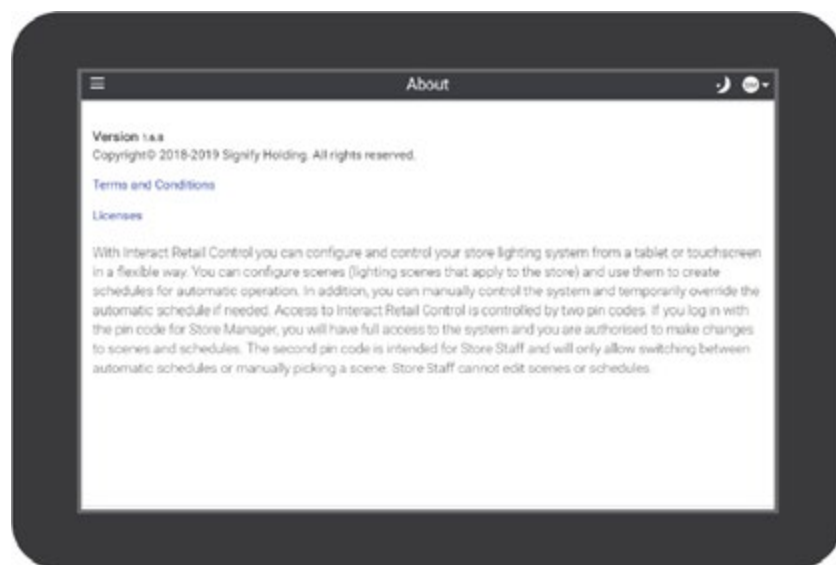 About
Version 1.6.8
Copyright© 2018-2019 Signify Holding. All rights reserved.
Terms and Conditions
Licenses
With Interact Retail Control you can configure and control your store lighting system from a tablet or touchscreen
in a flexible way. You can configure scenes (lighting scenes that apply to the store) and use them to create
schedules for automatic operation. In addition, you can manually control the system and temporarily override the
automatic schedule if needed. Access to Interact Retail Control is controlled by two pin codes. If you log in with
the pin code for Store Manager, you will have full access to the system and you are authorised to make changes
to scenes and schedules. The second pin code is intended for Store Staff and will only allow switching between
automatic schedules or manually picking a scene. Store Staff cannot edit scenes or schedules.